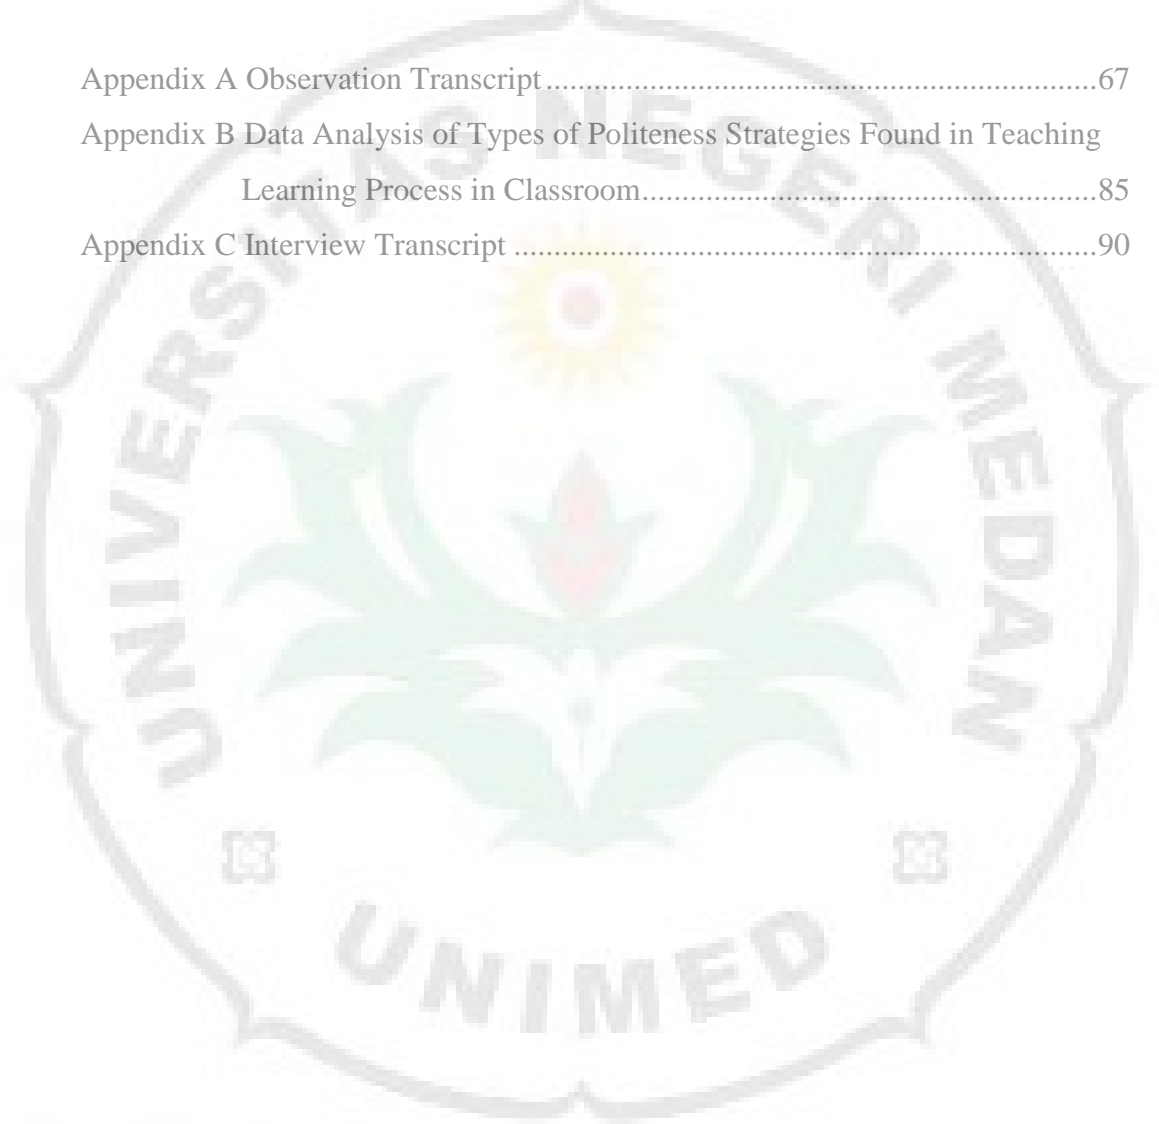 Appendix A Observation Transcript......................................................................67
Appendix B Data Analysis of Types of Politeness Strategies Found in Teaching
Learning Process in Classroom............................................................85
Appendix C Interview Transcript ..........................................................................90
UNIVERSITAS NEGERI MEDAN
UNIMED